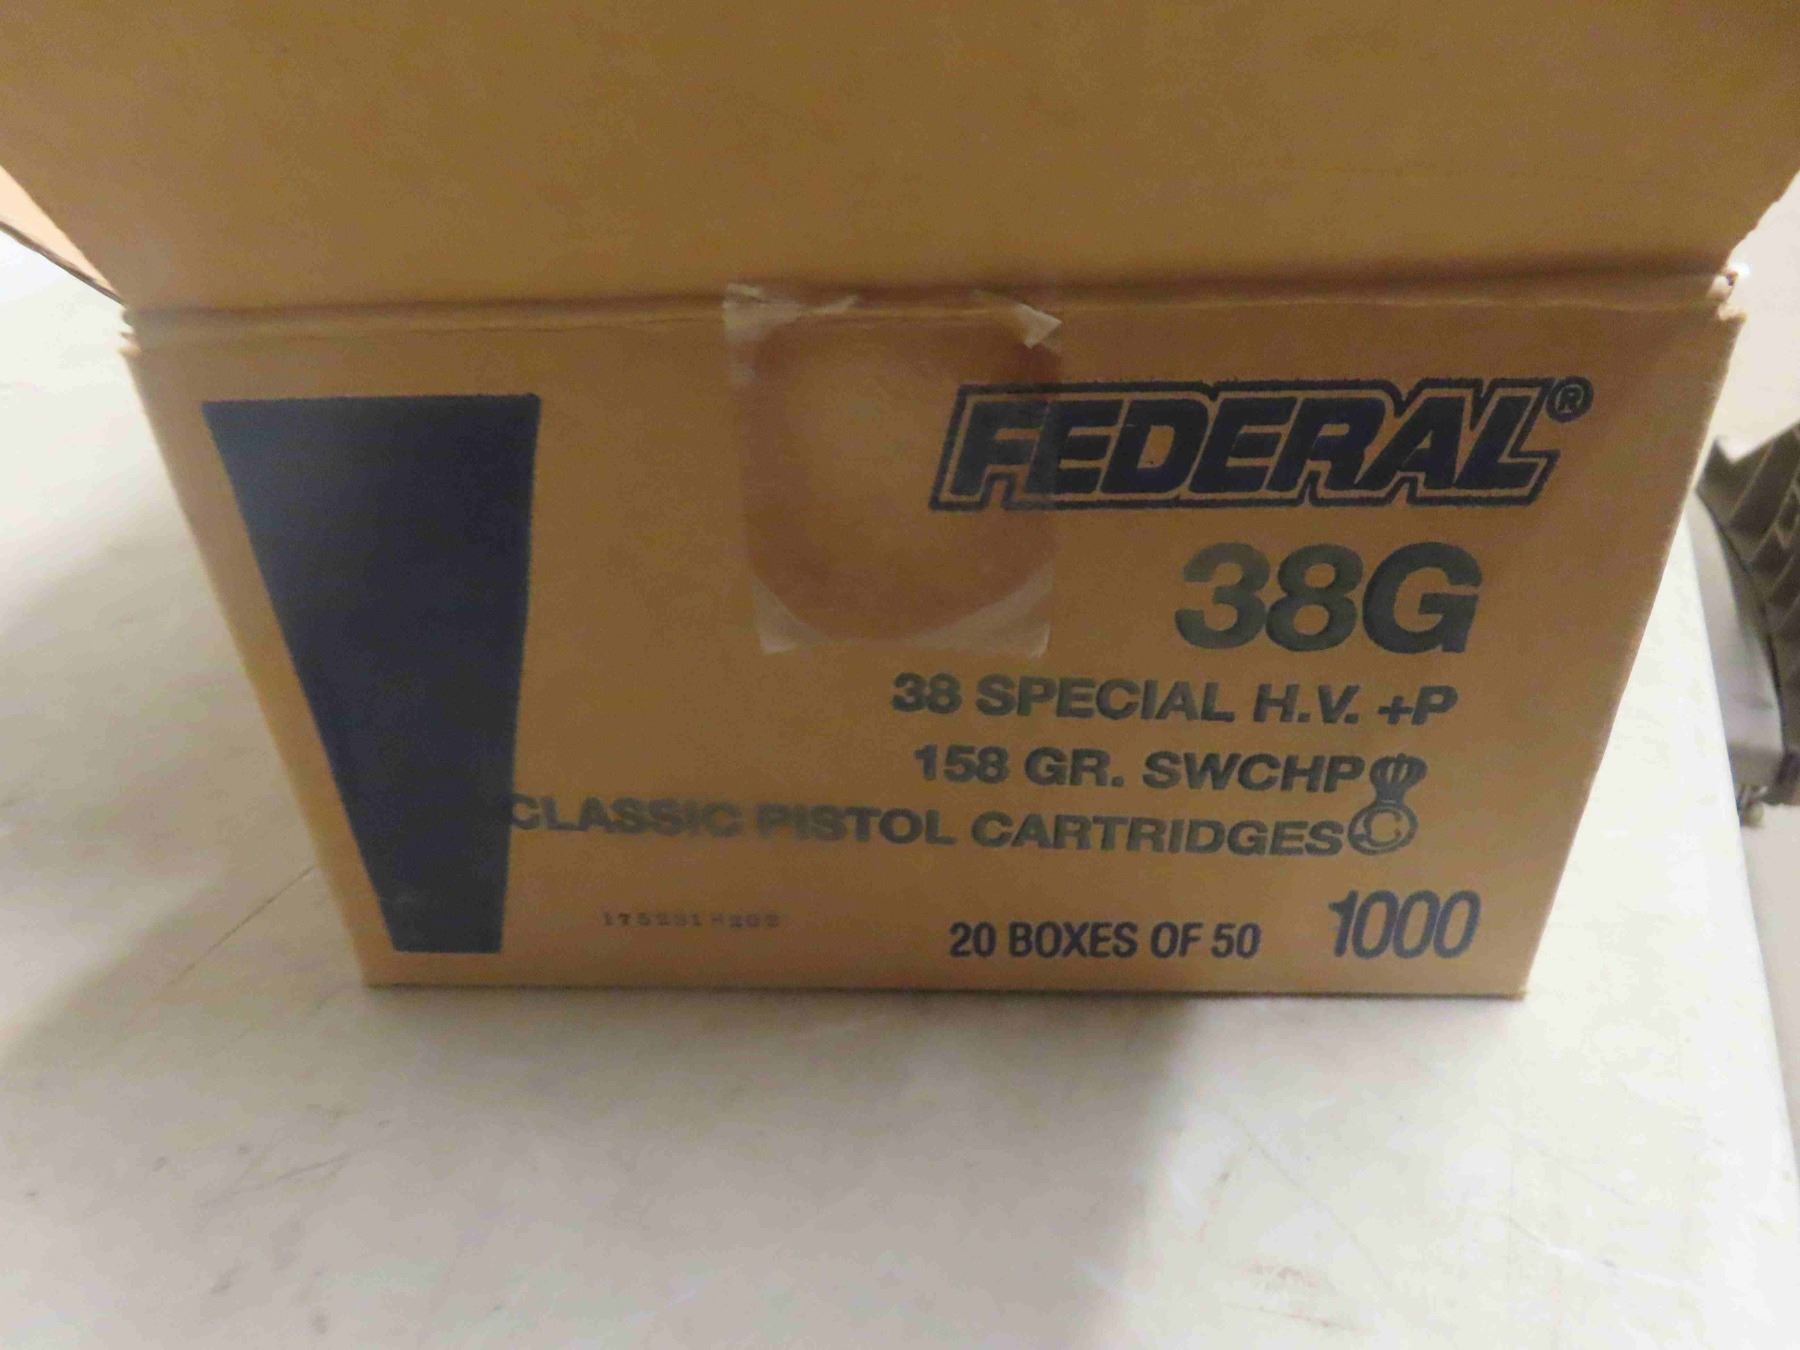 FEDERAL®
38G
38 SPECIAL H.V. +P
158 GR. SWCHP
CLASSIC PISTOL CARTRIDGES C
20 BOXES OF 50 1000